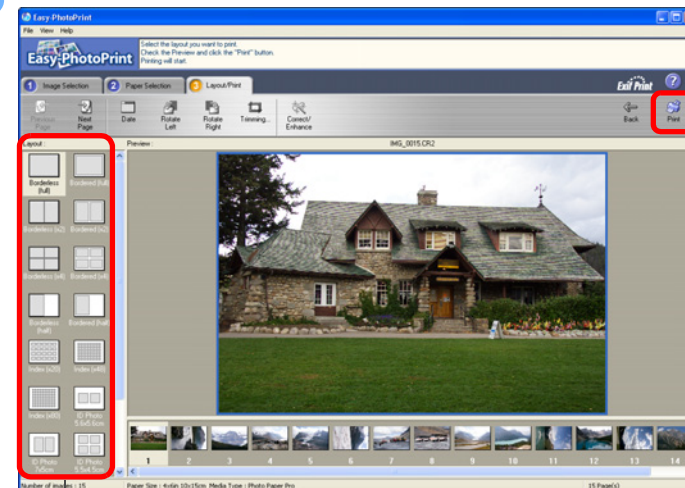 Easy-PhotoPrint
File View Help
Easy-PhotoPrint
Select the layout you want to print.
Check the Preview and click the "Print" button.
Printing will start.
1 Image Selection
2 Paper Selection
3 Layout/Print
Exif Print
?
Previous Page
Next Page
Date
Rotate Left
Rotate Right
Trimming...
Correct/Enhance
Back
Print
Layout :
Preview :
IMG_0015.CR2
Borderless (full)
Bordered (full)
Borderless (x2)
Bordered (x2)
Borderless (x4)
Bordered (x4)
Borderless (half)
Bordered (half)
Index (x20)
Index (x40)
Index (x80)
ID Photo 5.6x5.6cm
ID Photo 7x5cm
ID Photo 5.5x4.5cm
1 2 3 4 5 6 7 8 9 10 11 12 13 14
Number of images : 15
Paper Size : 4x6in 10x15cm Media Type : Photo Paper Pro
15 Page(s)